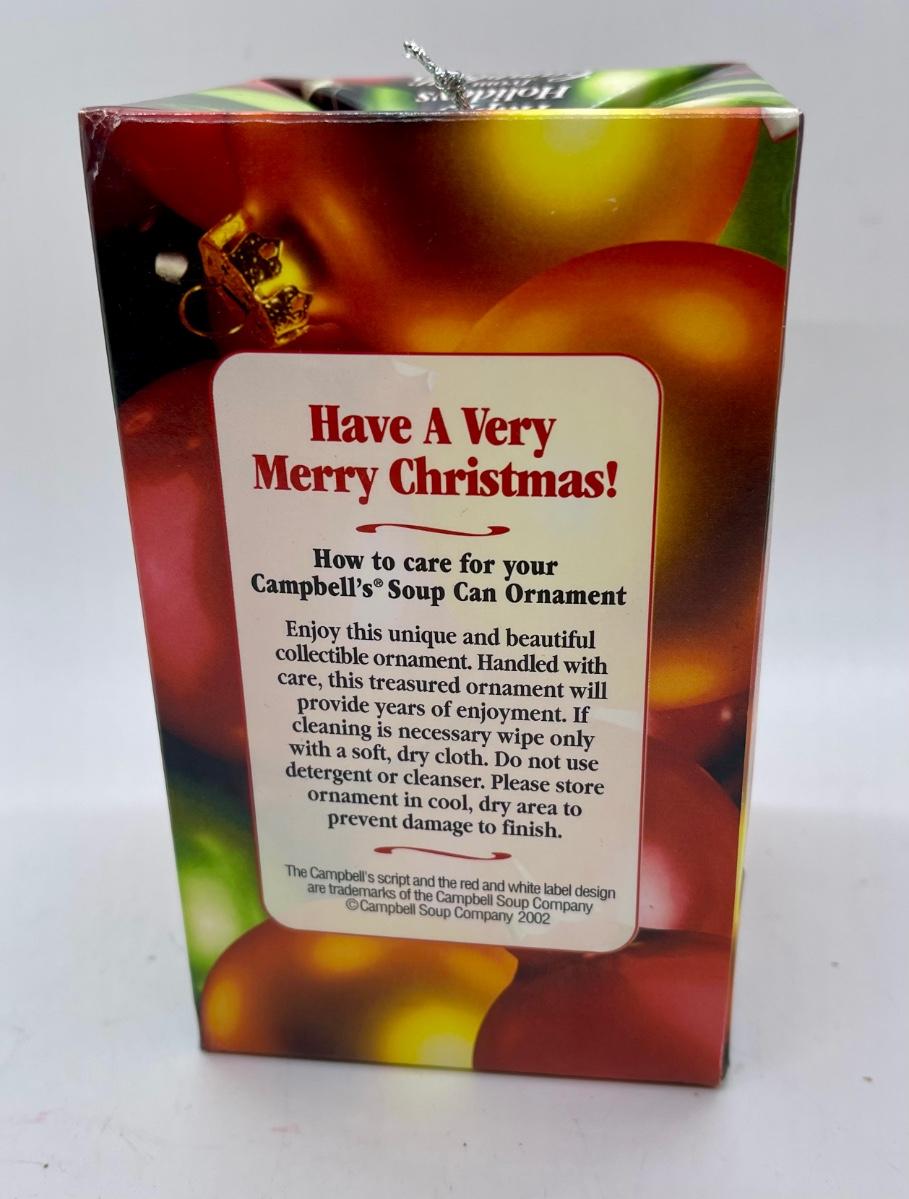 Holidays
Have A Very
Merry Christmas!
How to care for your
Campbell's® Soup Can Ornament
Enjoy this unique and beautiful
collectible ornament. Handled with
care, this treasured ornament will
provide years of enjoyment. If
cleaning is necessary wipe only
with a soft, dry cloth. Do not use
detergent or cleanser. Please store
ornament in cool, dry area to
prevent damage to finish.
The Campbell's script and the red and white label design
are trademarks of the Campbell Soup Company
©Campbell Soup Company 2002